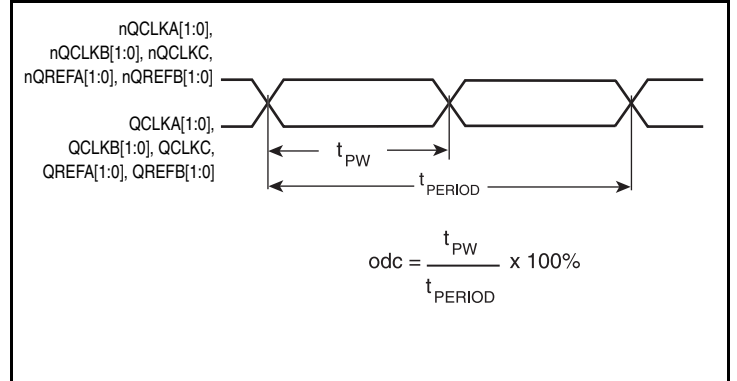 nQCLKA[1:0],
nQCLKB[1:0], nQCLKC,
nQREFA[1:0], nQREFB[1:0]
QCLKA[1:0],
QCLKB[1:0], QCLKC,
QREFA[1:0], QREFB[1:0]
tPW
tPERIOD
odc = tPW / tPERIOD x 100%